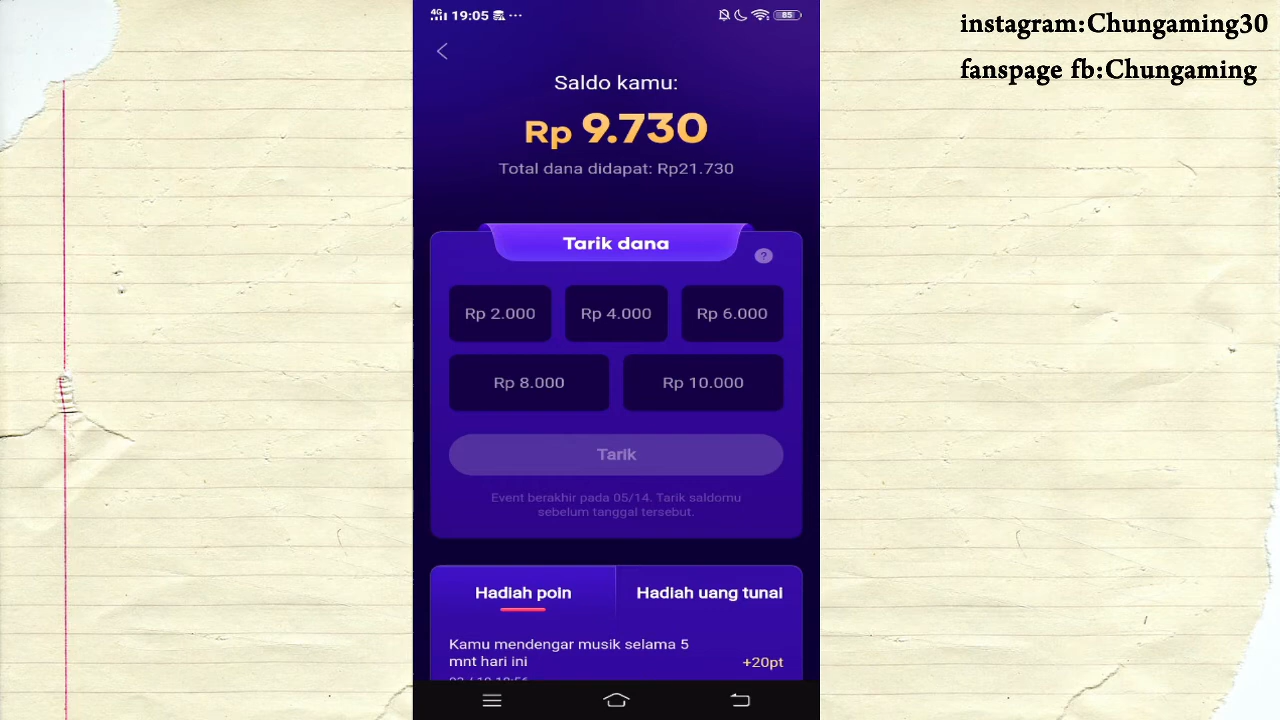 instagram:Chungaming30
fanspage fb:Chungaming
4G 19:05 ...
85
Saldo kamu:
Rp 9.730
Total dana didapat: Rp21.730
Tarik dana
?
Rp 2.000 Rp 4.000 Rp 6.000
Rp 8.000 Rp 10.000
Tarik
Event berakhir pada 05/14. Tarik saldomu
sebelum tanggal tersebut.
Hadiah poin Hadiah uang tunai
Kamu mendengar musik selama 5
mnt hari ini
+20pt